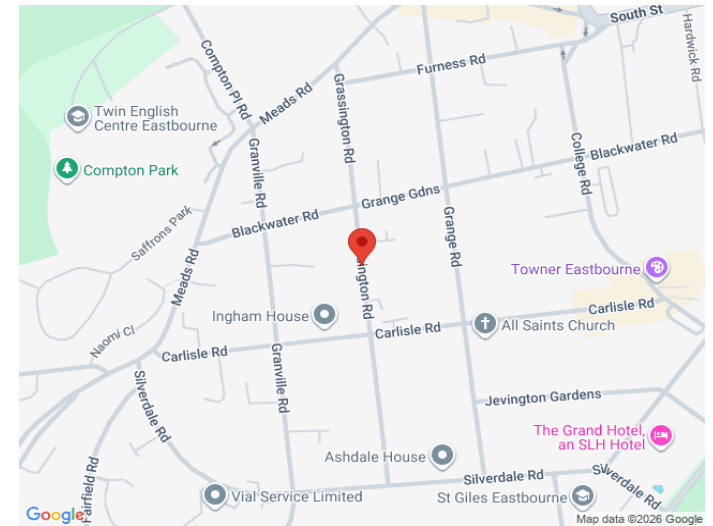 South St
Hardwick Rd
Compton Pl Rd
Furness Rd
Meads Rd
Grassington Rd
Twin English
Centre Eastbourne
College Rd
Blackwater Rd
Granville Rd
Compton Park
Grange Gdns
Saffrons Park
Blackwater Rd
Grange Rd
Meads Rd
sington Rd
Towner Eastbourne
Ingham House
Carlisle Rd
Carlisle Rd
All Saints Church
Naomi Cl
Carlisle Rd
Granville Rd
Silverdale Rd
Jevington Gardens
The Grand Hotel,
an SLH Hotel
Ashdale House
Fairfield Rd
Silverdale Rd
Silverdale Rd
Vial Service Limited
St Giles Eastbourne
Google
Map data ©2026 Google